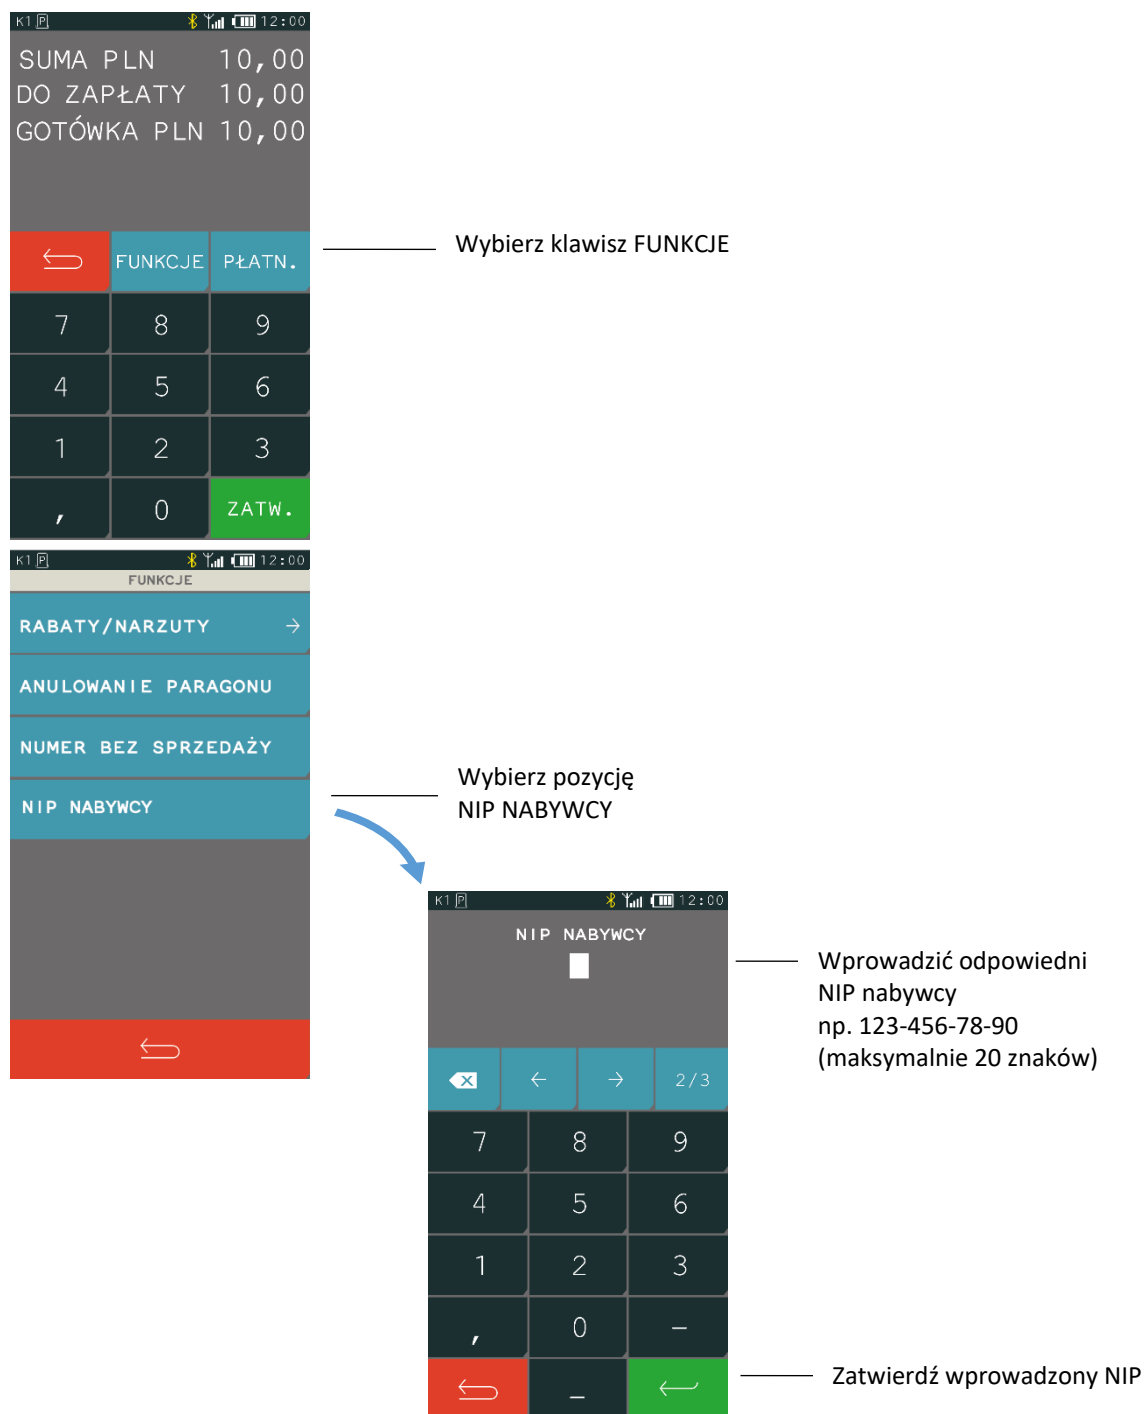 K1 P 12:00
SUMA PLN 10,00
DO ZAPŁATY 10,00
GOTÓWKA PLN 10,00
FUNKCJE PŁATN.
Wybierz klawisz FUNKCJE
7 8 9
4 5 6
1 2 3
, 0 ZATW.
K1 P 12:00
FUNKCJE
RABATY/NARZUTY →
ANULOWANIE PARAGONU
NUMER BEZ SPRZEDAŻY
NIP NABYWCY
Wybierz pozycję
NIP NABYWCY
K1 P 12:00
NIP NABYWCY
Wprowadzić odpowiedni
NIP nabywcy
np. 123-456-78-90
(maksymalnie 20 znaków)
← → 2/3
7 8 9
4 5 6
1 2 3
, 0 –
_
Zatwierdź wprowadzony NIP